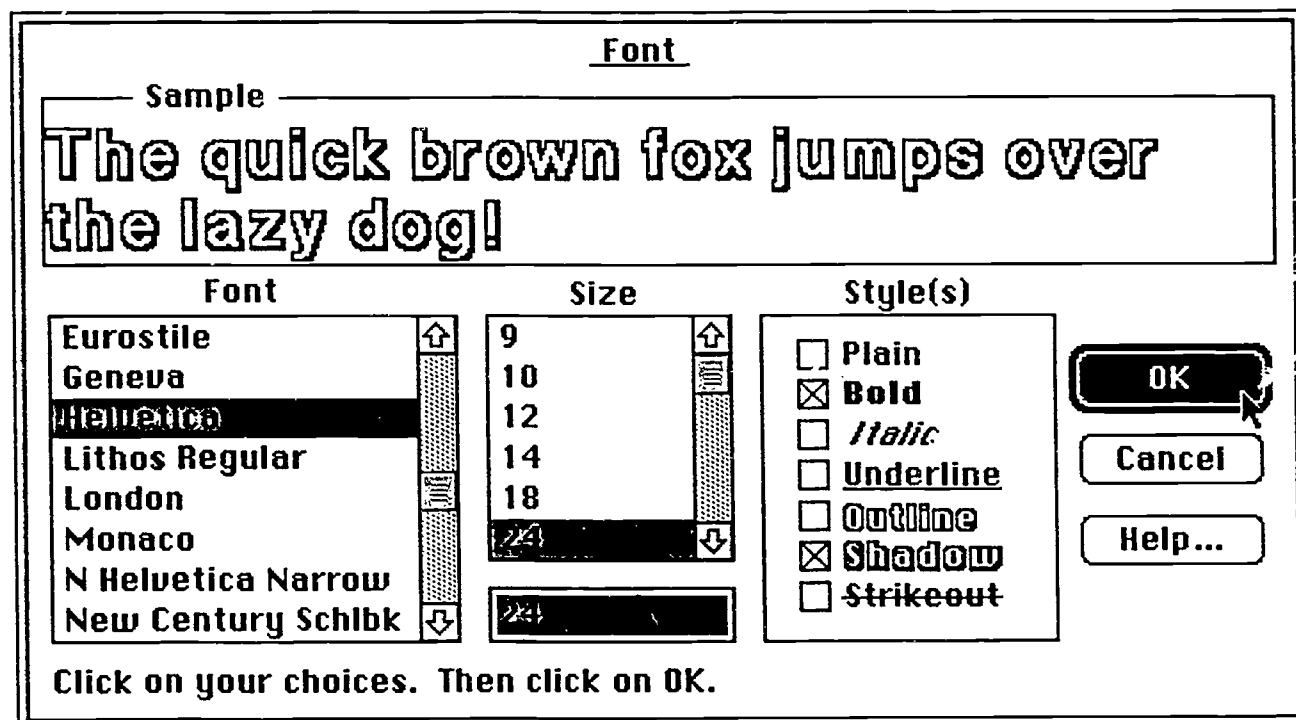 Font
Sample
The quick brown fox jumps over
the lazy dog!
Font
Eurostile
Geneva
Helvetica
Lithos Regular
London
Monaco
N Helvetica Narrow
New Century Schlbk
Size
9
10
12
14
18
24
24
Style(s)
Plain
Bold
Italic
Underline
Outline
Shadow
Strikeout
OK
Cancel
Help...
Click on your choices. Then click on OK.